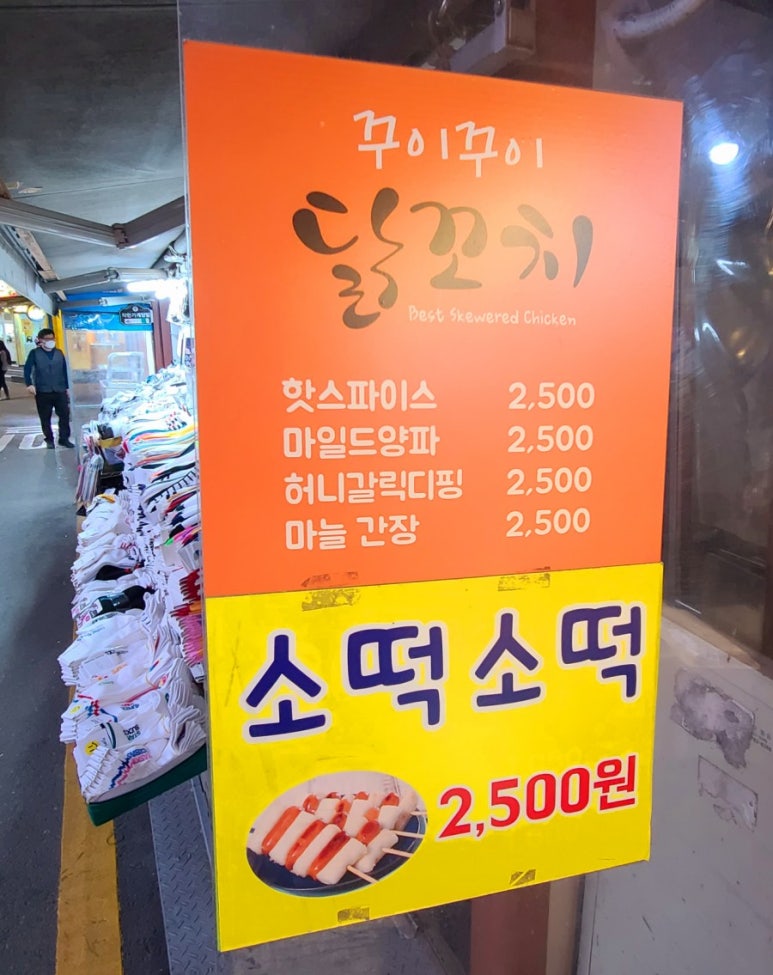 꾸이꾸이
닭꼬치
Best Skewered Chicken
핫스파이스 2,500
마일드양파 2,500
허니갈릭디핑 2,500
마늘 간장 2,500
소떡소떡
2,500원